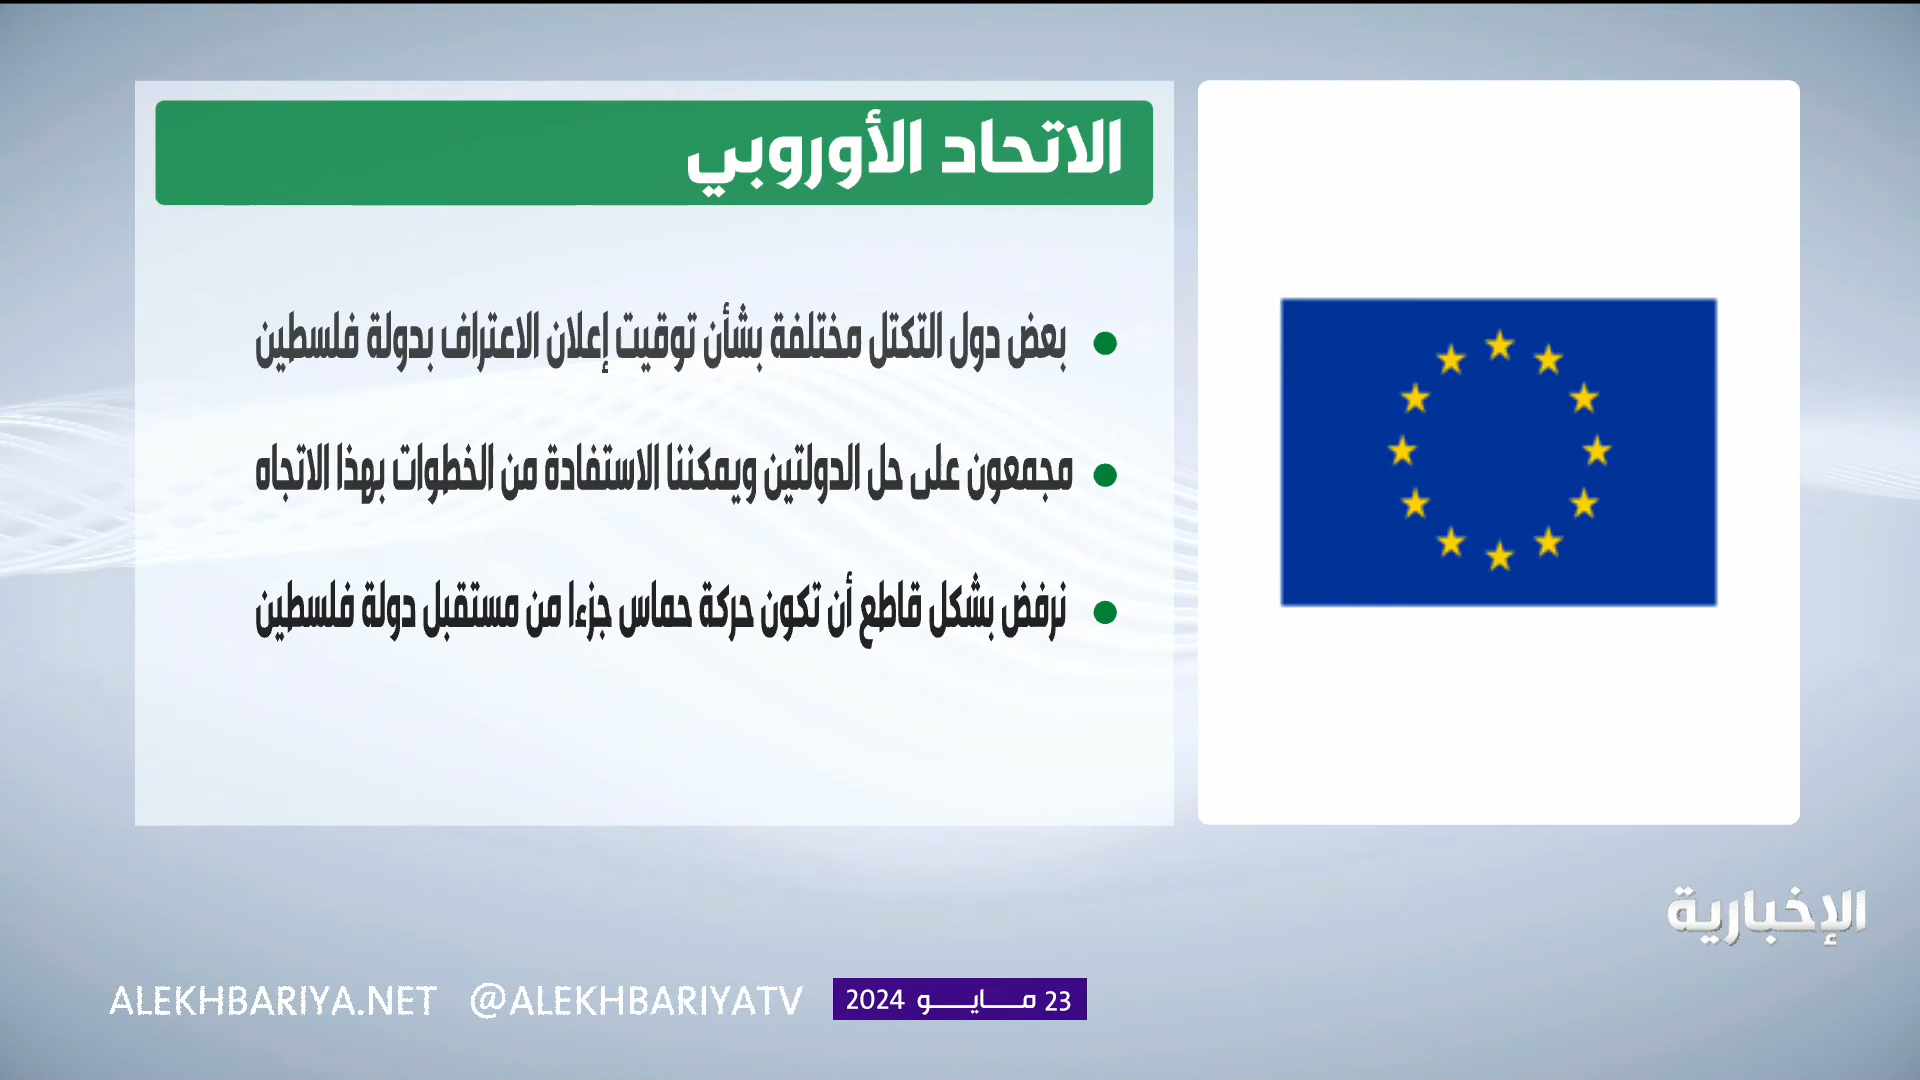 الاتحاد الأوروبي
بعض دول التكتل مختلفة بشأن توقيت إعلان الاعتراف بدولة فلسطين
مجمعون على حل الدولتين ويمكننا الاستفادة من الخطوات بهذا الاتجاه
نرفض بشكل قاطع أن تكون حركة حماس جزءا من مستقبل دولة فلسطين
الإخبارية
ALEKHBARIYA.NET @ALEKHBARIYATV 23 مـــايـــو 2024